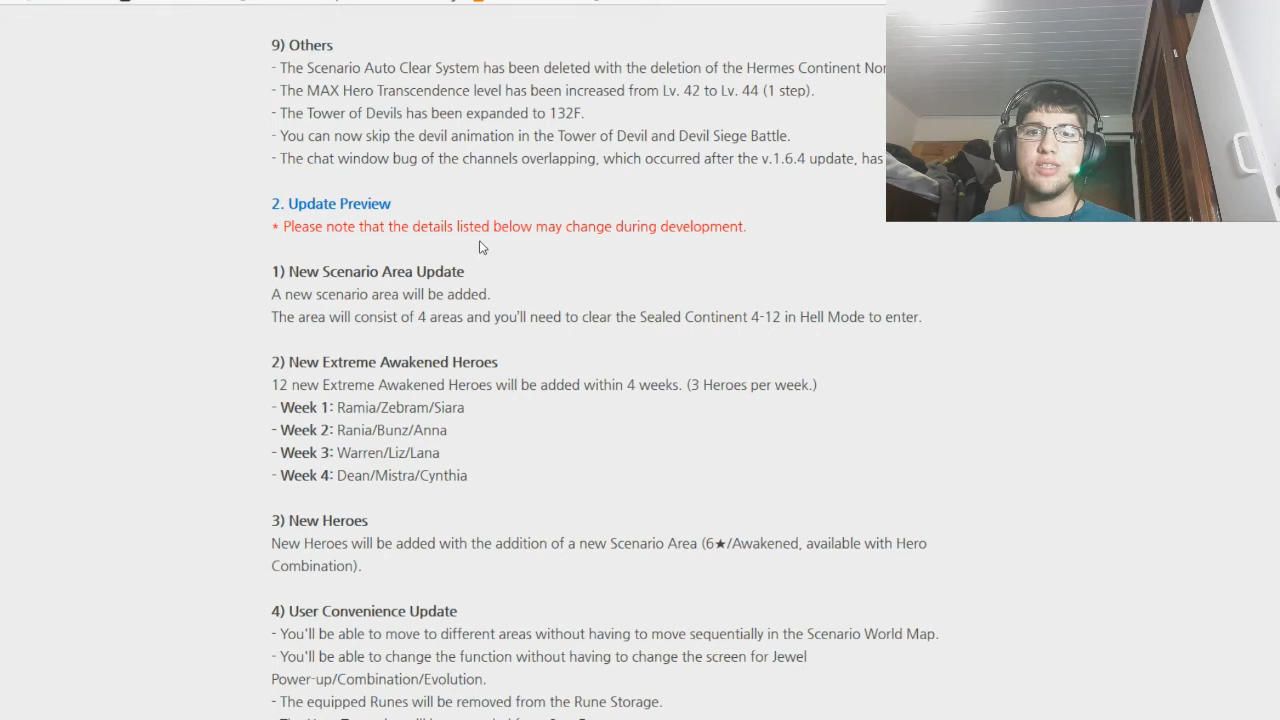 9) Others
- The Scenario Auto Clear System has been deleted with the deletion of the Hermes Continent
- The MAX Hero Transcendence level has been increased from Lv. 42 to Lv. 44 (1 step).
- The Tower of Devils has been expanded to 132F.
- You can now skip the devil animation in the Tower of Devil and Devil Siege Battle.
- The chat window bug of the channels overlapping, which occurred after the v.1.6.4 update, has
2. Update Preview
* Please note that the details listed below may change during development.
1) New Scenario Area Update
A new scenario area will be added.
The area will consist of 4 areas and you'll need to clear the Sealed Continent 4-12 in Hell Mode to enter.
2) New Extreme Awakened Heroes
12 new Extreme Awakened Heroes will be added within 4 weeks. (3 Heroes per week.)
- Week 1: Ramia/Zebram/Siara
- Week 2: Rania/Bunz/Anna
- Week 3: Warren/Liz/Lana
- Week 4: Dean/Mistra/Cynthia
3) New Heroes
New Heroes will be added with the addition of a new Scenario Area (6★/Awakened, available with Hero
Combination).
4) User Convenience Update
- You'll be able to move to different areas without having to move sequentially in the Scenario World Map.
- You'll be able to change the function without having to change the screen for Jewel
Power-up/Combination/Evolution.
- The equipped Runes will be removed from the Rune Storage.